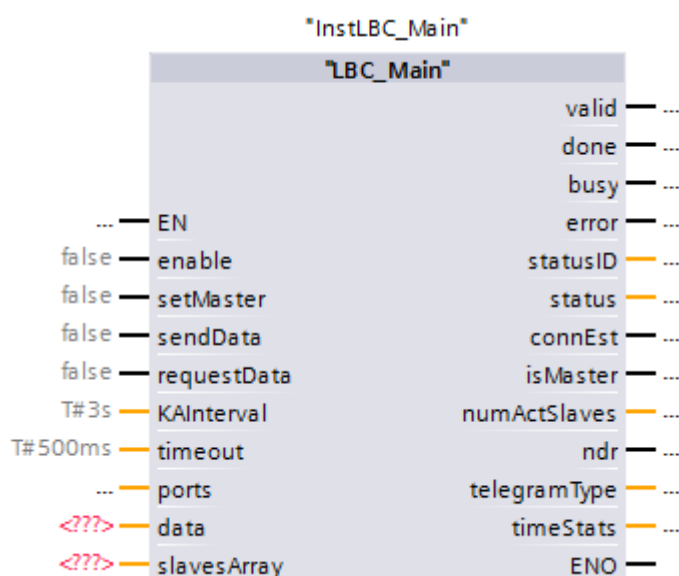 "InstLBC_Main"
"LBC_Main"
valid ...
done ...
busy ...
... EN error ...
false enable statusID ...
false setMaster status ...
false sendData connEst ...
false requestData isMaster ...
T#3s KAInterval numActSlaves ...
T#500ms timeout ndr ...
... ports telegramType ...
<???> data timeStats ...
<???> slavesArray ENO